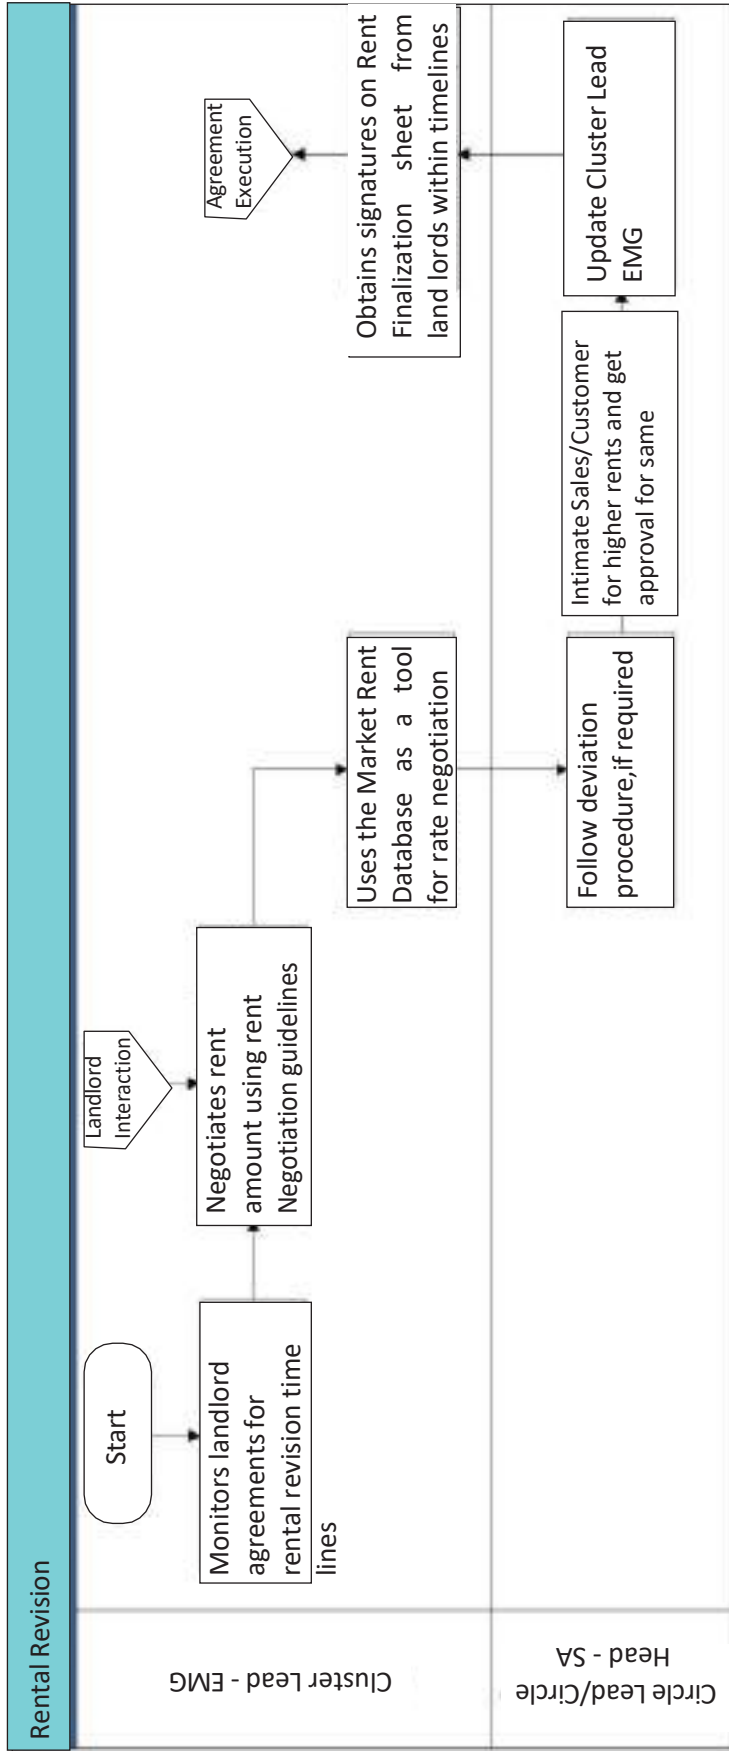 Rental Revision
Cluster Lead - EMG
Circle Lead/Circle
Head - SA
Start
Monitors landlord
agreements for
rental revision time
lines
Landlord
Interaction
Negotiates rent
amount using rent
Negotiation guidelines
Uses the Market Rent
Database as a tool
for rate negotiation
Follow deviation
procedure,if required
Intimate Sales/Customer
for higher rents and get
approval for same
Update Cluster Lead
EMG
Obtains signatures on Rent
Finalization sheet from
land lords within timelines
Agreement
Execution